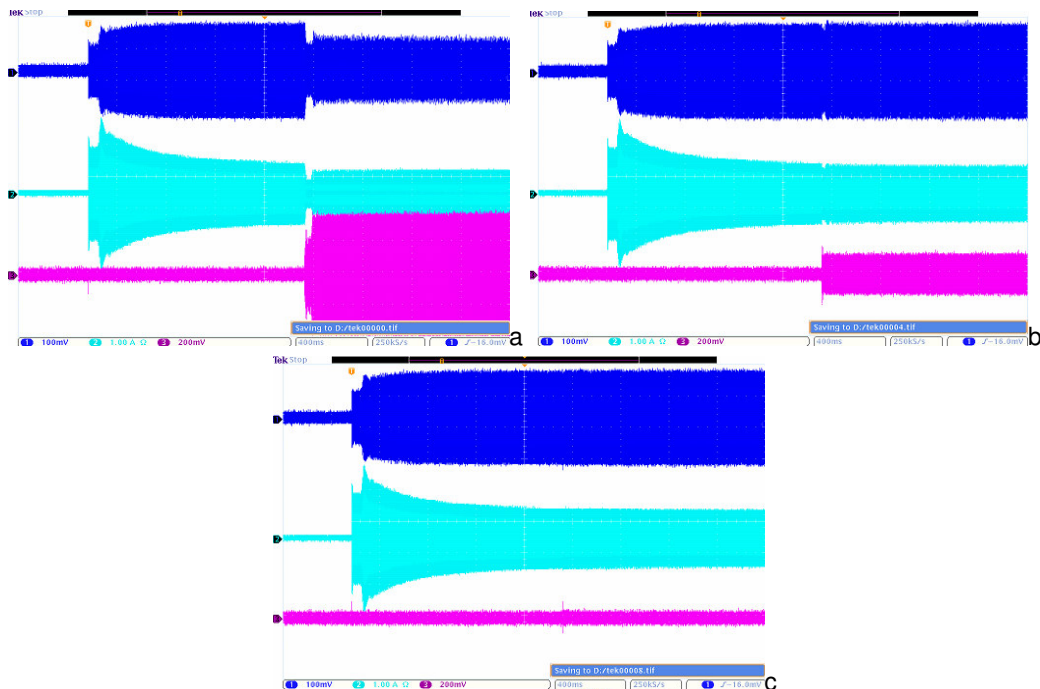 Tek Stop
Saving to D:/tek00000.tif
1 100mV 2 1.00 A Ω 3 200mV 400ms 250kS/s 1 ∫-16.0mV
a
Stop
Saving to D:/tek00004.tif
1 100mV 2 1.00 A Ω 3 200mV 400ms 250kS/s 1 ∫-16.0mV
b
Tek Stop
Saving to D:/tek00008.tif
1 100mV 2 1.00 A Ω 3 200mV 400ms 250kS/s 1 ∫-16.0mV
c